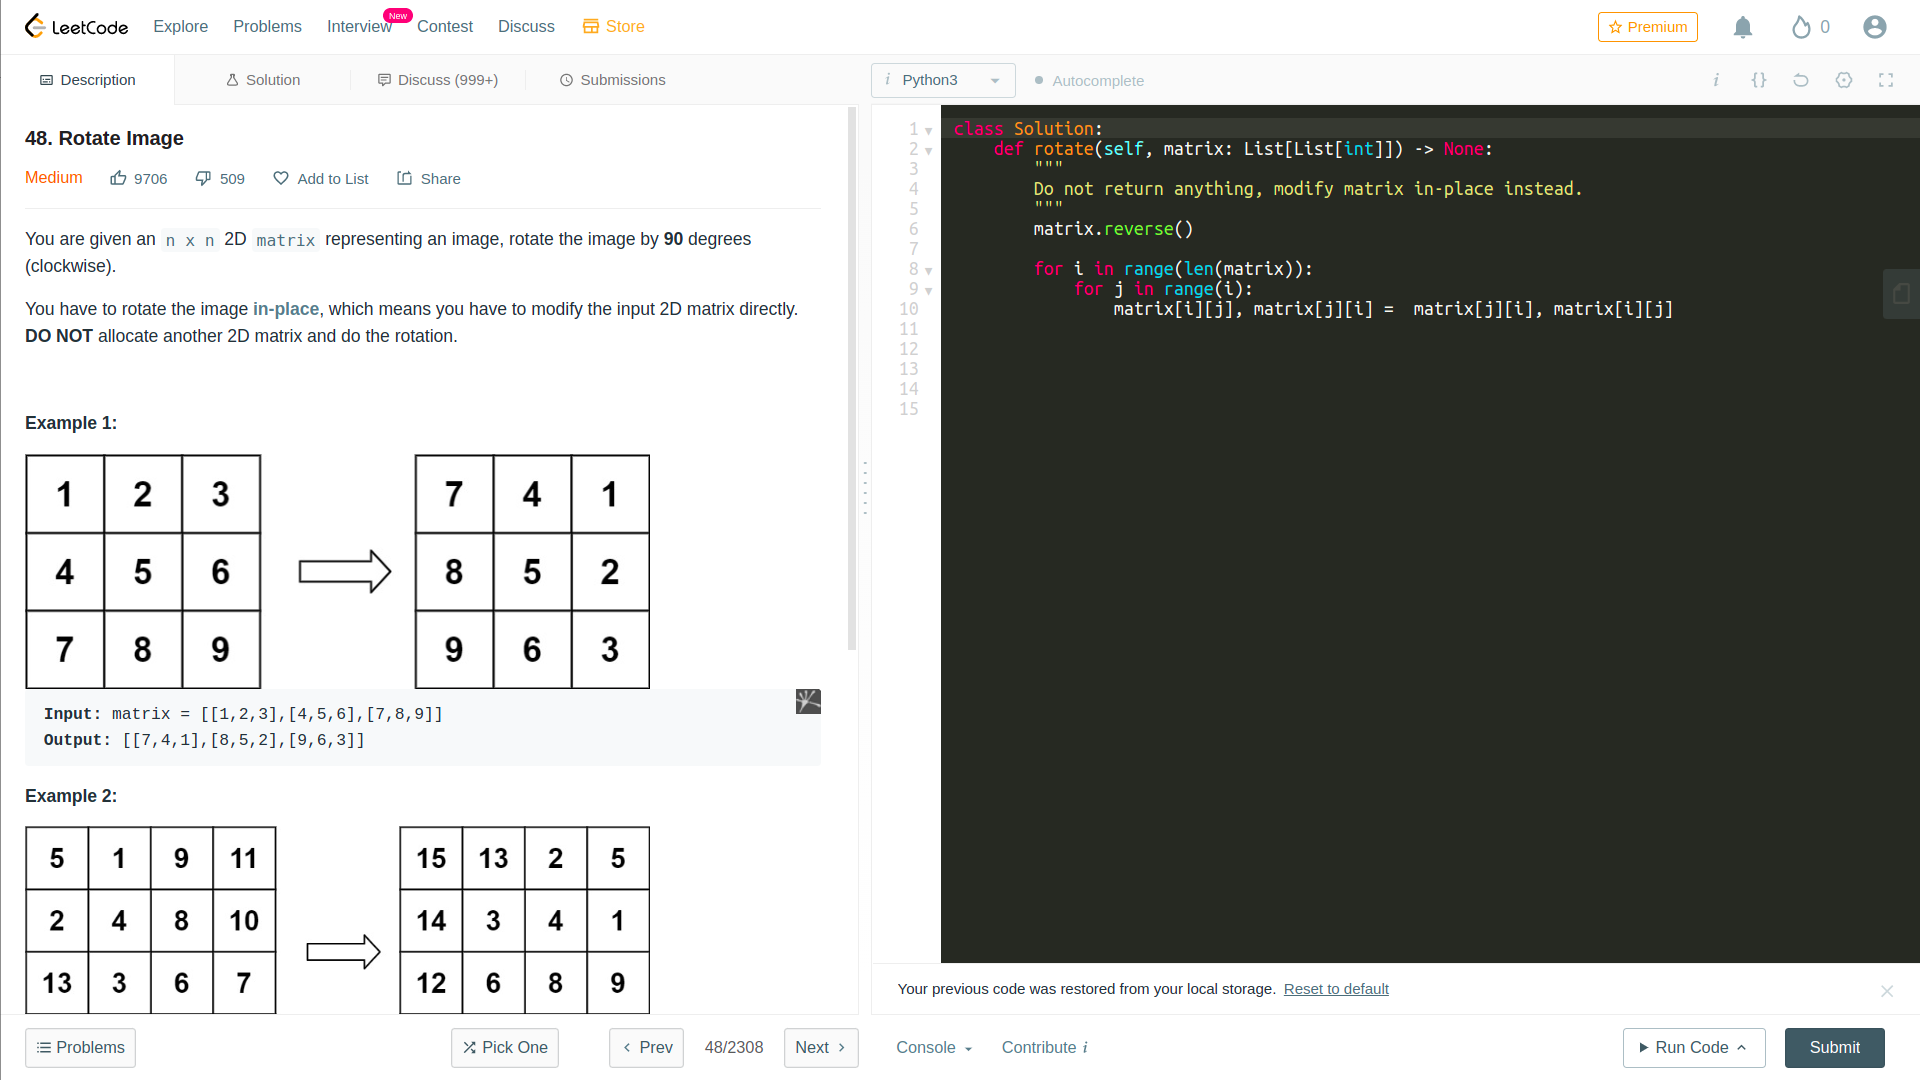 LeetCode Explore Problems Interview New Contest Discuss Store Premium 0
Description Solution Discuss (999+) Submissions
48. Rotate Image
Medium 9706 509 Add to List Share
You are given an n x n 2D matrix representing an image, rotate the image by 90 degrees
(clockwise).
You have to rotate the image in-place, which means you have to modify the input 2D matrix directly.
DO NOT allocate another 2D matrix and do the rotation.
Example 1:
1 2 3 7 4 1
4 5 6 8 5 2
7 8 9 9 6 3
Input: matrix = [[1,2,3],[4,5,6],[7,8,9]]
Output: [[7,4,1],[8,5,2],[9,6,3]]
Example 2:
5 1 9 11 15 13 2 5
2 4 8 10 14 3 4 1
13 3 6 7 12 6 8 9
Problems Pick One Prev 48/2308 Next
i Python3 Autocomplete i {}
1 class Solution:
2 def rotate(self, matrix: List[List[int]]) -> None:
3 """
4 Do not return anything, modify matrix in-place instead.
5 """
6 matrix.reverse()
7
8 for i in range(len(matrix)):
9 for j in range(i):
10 matrix[i][j], matrix[j][i] =  matrix[j][i], matrix[i][j]
11
12
13
14
15
Your previous code was restored from your local storage. Reset to default
Console Contribute i Run Code Submit